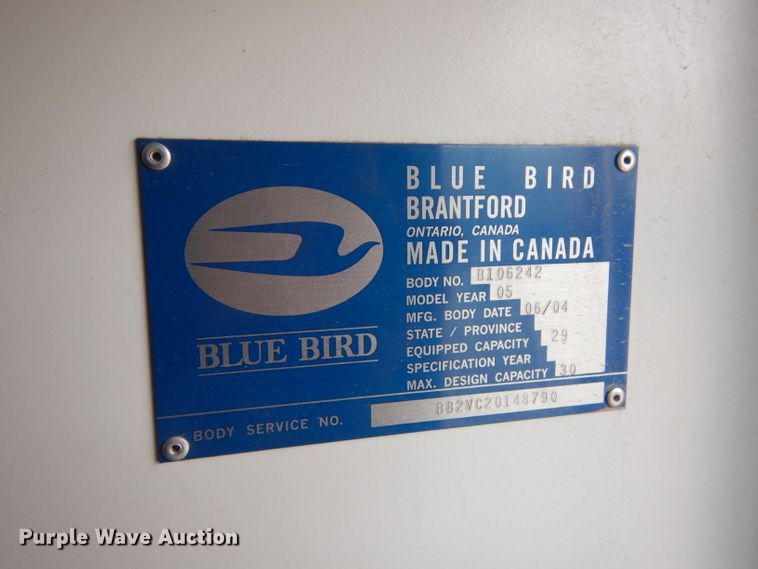 BLUE BIRD
BLUE BIRD
BRANTFORD
ONTARIO, CANADA
MADE IN CANADA
BODY NO. B106242
MODEL YEAR 05
MFG. BODY DATE 06/04
STATE / PROVINCE
EQUIPPED CAPACITY 29
SPECIFICATION YEAR
MAX. DESIGN CAPACITY 30
BODY SERVICE NO. BB2VC20148790
Purple Wave Auction